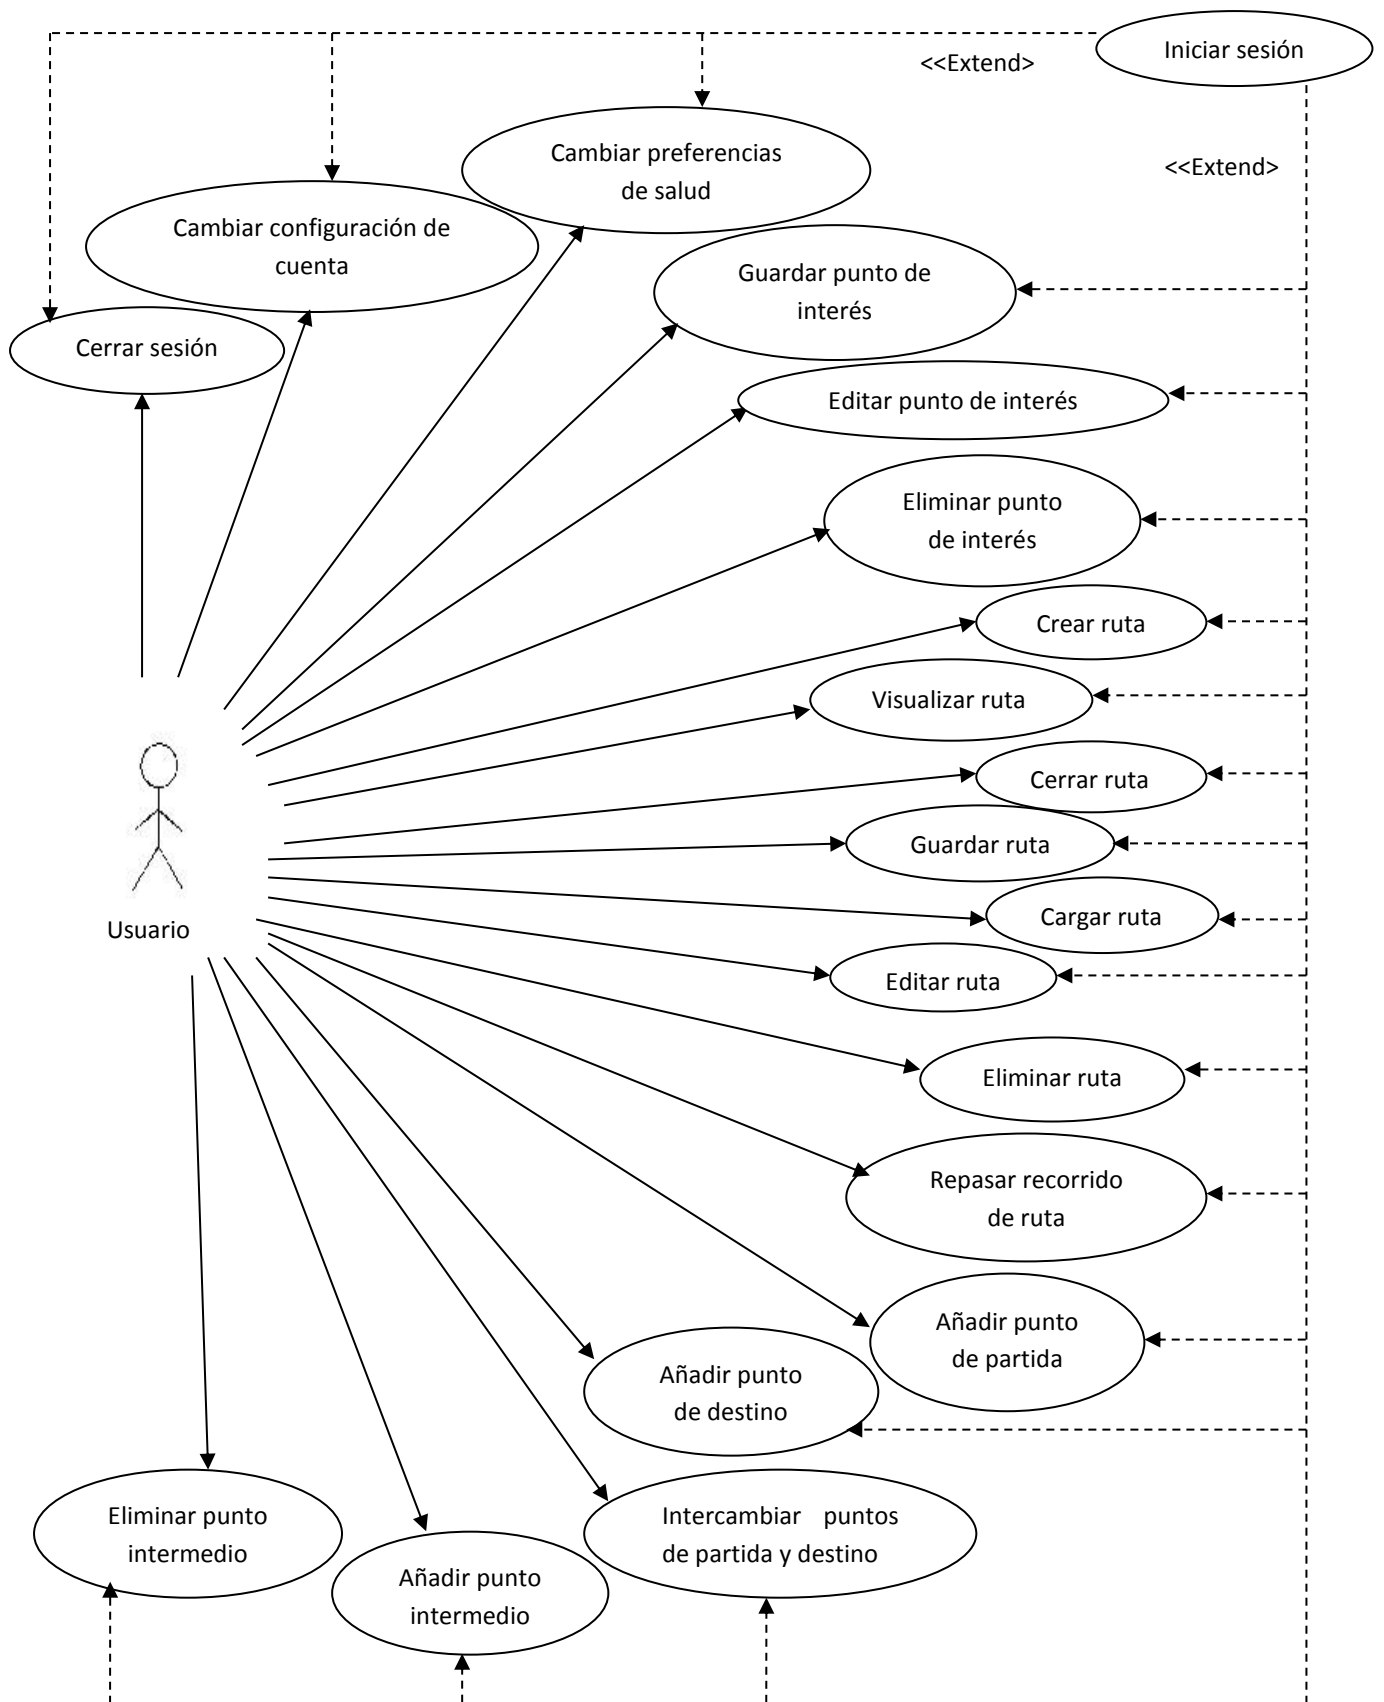 Iniciar sesión
<<Extend>
Cambiar preferencias
de salud
<<Extend>
Cambiar configuración de
cuenta
Guardar punto de
interés
Cerrar sesión
Editar punto de interés
Eliminar punto
de interés
Crear ruta
Visualizar ruta
Cerrar ruta
Guardar ruta
Cargar ruta
Usuario
Editar ruta
Eliminar ruta
Repasar recorrido
de ruta
Añadir punto
de partida
Añadir punto
de destino
Eliminar punto
intermedio
Intercambiar puntos
de partida y destino
Añadir punto
intermedio